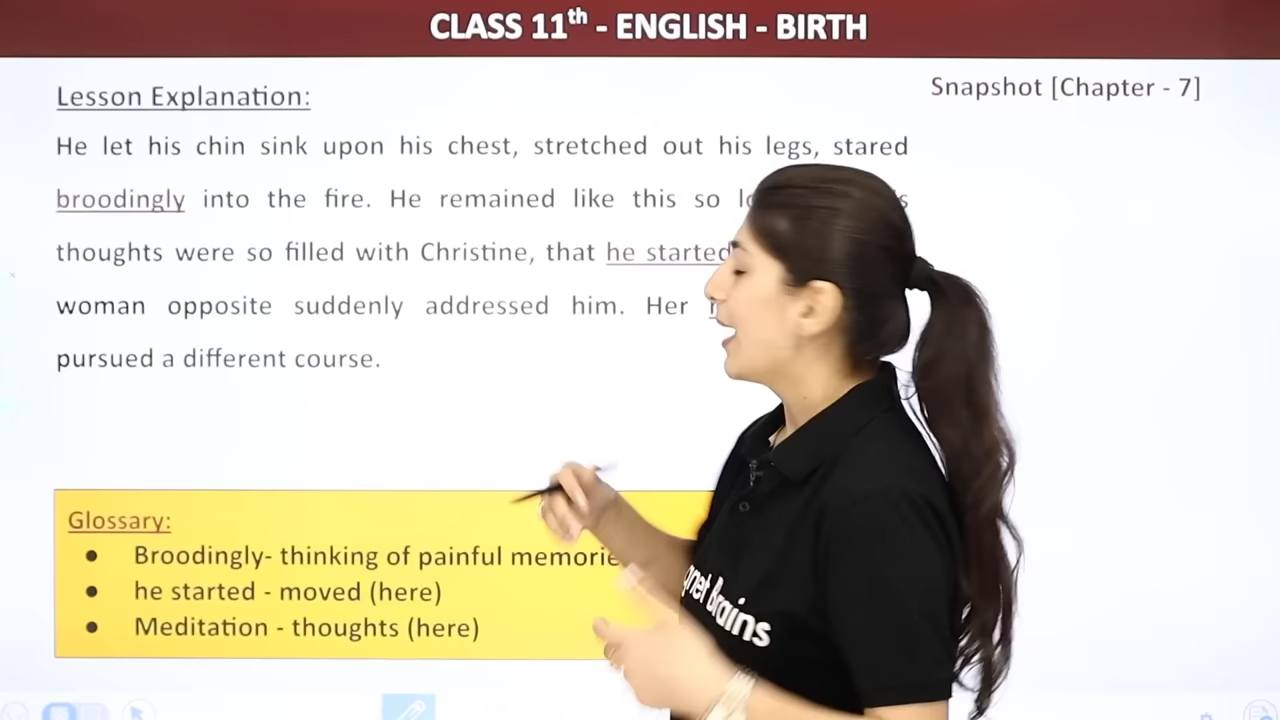 CLASS 11th - ENGLISH - BIRTH
Lesson Explanation:
Snapshot [Chapter - 7]
He let his chin sink upon his chest, stretched out his legs, stared
broodingly into the fire. He remained like this so
thoughts were so filled with Christine, that he started
woman opposite suddenly addressed him. Her
pursued a different course.
Glossary:
● Broodingly- thinking of painful
● he started - moved (here)
● Meditation - thoughts (here)
Brains